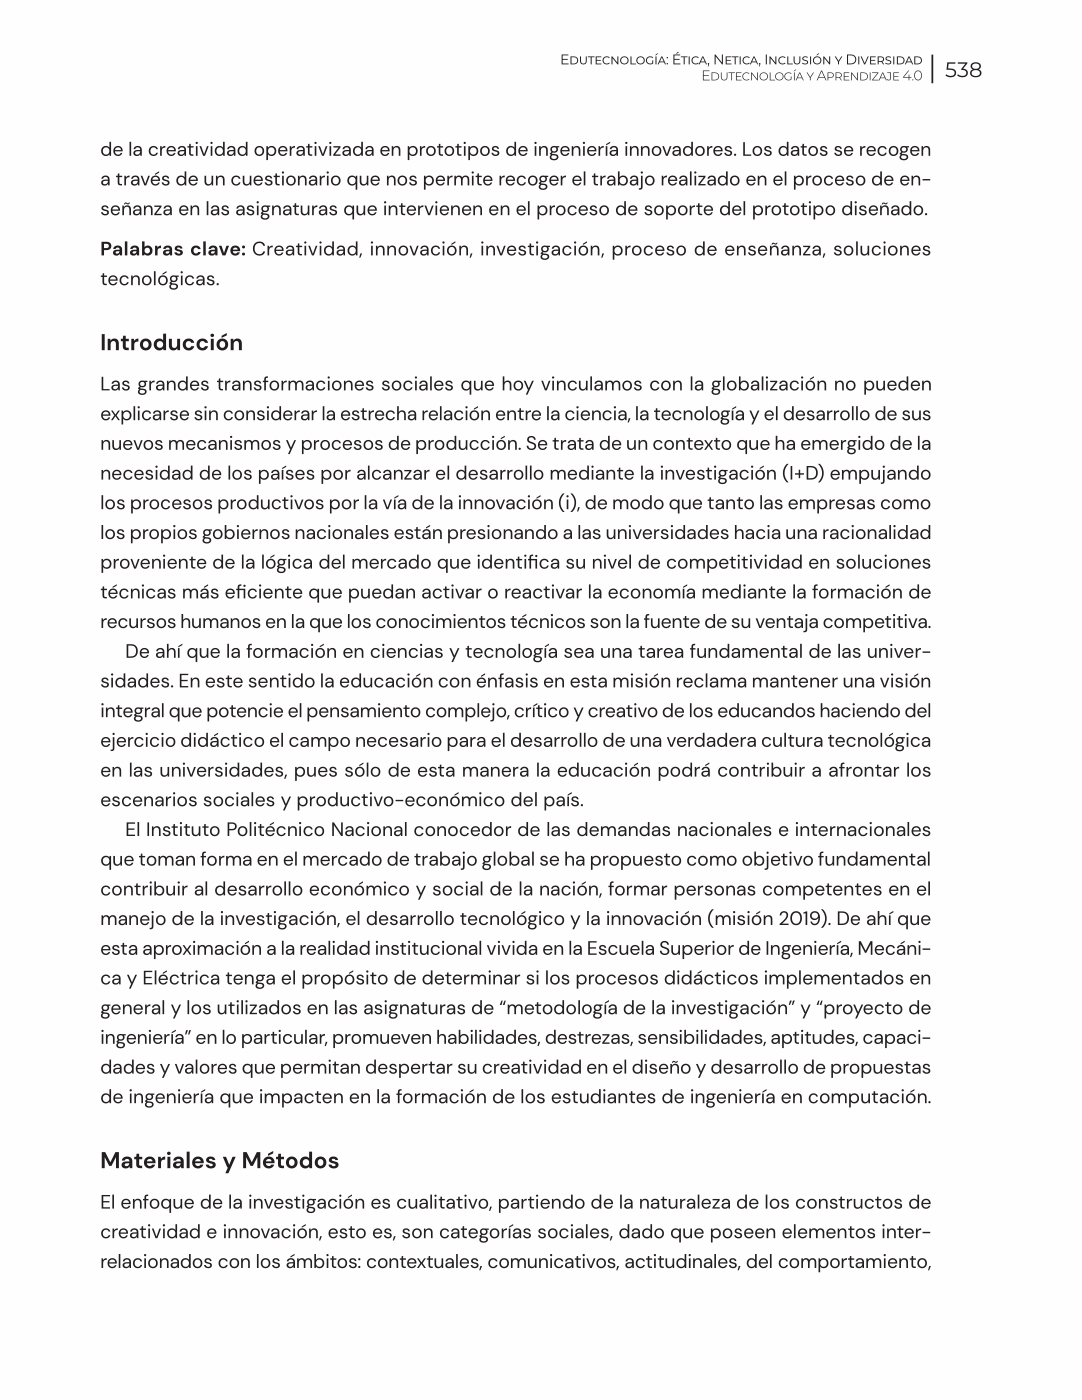 Edutecnología: Ética, Netica, Inclusión y Diversidad
Edutecnología y Aprendizaje 4.0
538
de la creatividad operativizada en prototipos de ingeniería innovadores. Los datos se recogen
a través de un cuestionario que nos permite recoger el trabajo realizado en el proceso de en-
señanza en las asignaturas que intervienen en el proceso de soporte del prototipo diseñado.
Palabras clave: Creatividad, innovación, investigación, proceso de enseñanza, soluciones
tecnológicas.
Introducción
Las grandes transformaciones sociales que hoy vinculamos con la globalización no pueden
explicarse sin considerar la estrecha relación entre la ciencia, la tecnología y el desarrollo de sus
nuevos mecanismos y procesos de producción. Se trata de un contexto que ha emergido de la
necesidad de los países por alcanzar el desarrollo mediante la investigación (I+D) empujando
los procesos productivos por la vía de la innovación (i), de modo que tanto las empresas como
los propios gobiernos nacionales están presionando a las universidades hacia una racionalidad
proveniente de la lógica del mercado que identifica su nivel de competitividad en soluciones
técnicas más eficiente que puedan activar o reactivar la economía mediante la formación de
recursos humanos en la que los conocimientos técnicos son la fuente de su ventaja competitiva.
De ahí que la formación en ciencias y tecnología sea una tarea fundamental de las univer-
sidades. En este sentido la educación con énfasis en esta misión reclama mantener una visión
integral que potencie el pensamiento complejo, crítico y creativo de los educandos haciendo del
ejercicio didáctico el campo necesario para el desarrollo de una verdadera cultura tecnológica
en las universidades, pues sólo de esta manera la educación podrá contribuir a afrontar los
escenarios sociales y productivo-económico del país.
El Instituto Politécnico Nacional conocedor de las demandas nacionales e internacionales
que toman forma en el mercado de trabajo global se ha propuesto como objetivo fundamental
contribuir al desarrollo económico y social de la nación, formar personas competentes en el
manejo de la investigación, el desarrollo tecnológico y la innovación (misión 2019). De ahí que
esta aproximación a la realidad institucional vivida en la Escuela Superior de Ingeniería, Mecáni-
ca y Eléctrica tenga el propósito de determinar si los procesos didácticos implementados en
general y los utilizados en las asignaturas de “metodología de la investigación” y “proyecto de
ingeniería” en lo particular, promueven habilidades, destrezas, sensibilidades, aptitudes, capaci-
dades y valores que permitan despertar su creatividad en el diseño y desarrollo de propuestas
de ingeniería que impacten en la formación de los estudiantes de ingeniería en computación.
Materiales y Métodos
El enfoque de la investigación es cualitativo, partiendo de la naturaleza de los constructos de
creatividad e innovación, esto es, son categorías sociales, dado que poseen elementos inter-
relacionados con los ámbitos: contextuales, comunicativos, actitudinales, del comportamiento,